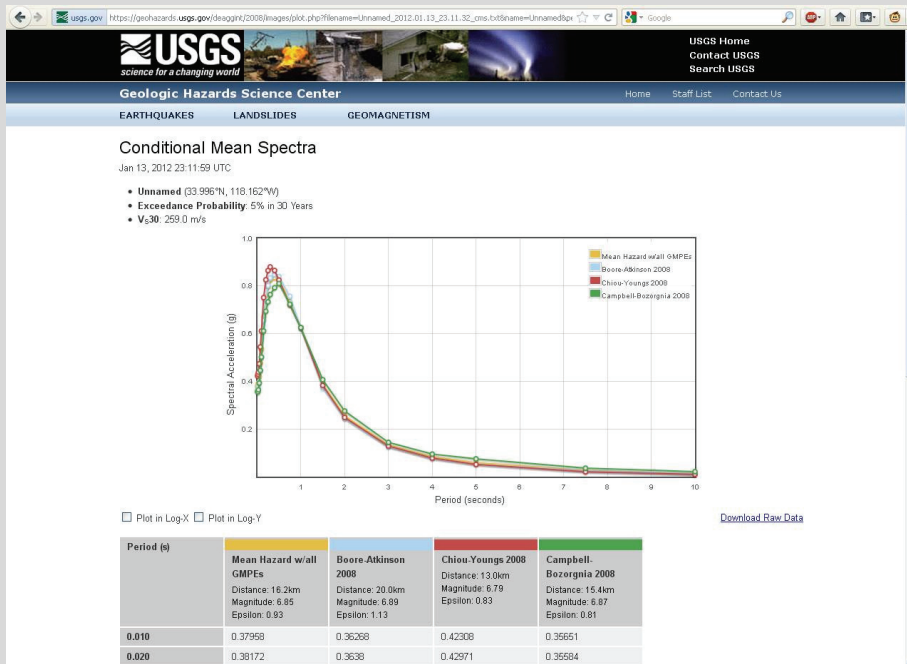 usgs.gov https://geohazards.usgs.gov/deaggint/2008/images/plot.php?filename=Unnamed_2012.01.13_23.11.32_cms.txt&iname=Unnamed&pr
Google
USGS
science for a changing world
USGS Home
Contact USGS
Search USGS
Geologic Hazards Science Center
Home Staff List Contact Us
EARTHQUAKES LANDSLIDES GEOMAGNETISM
Conditional Mean Spectra
Jan 13, 2012 23:11:59 UTC
• Unnamed (33.996°N, 118.162°W)
• Exceedance Probability: 5% in 30 Years
• VS30: 259.0 m/s
1.0
0.8
0.6
0.4
0.2
Spectral Acceleration (g)
Mean Hazard w/all GMPEs
Boore-Atkinson 2008
Chiou-Youngs 2008
Campbell-Bozorgnia 2008
1 2 3 4 5 6 7 8 9 10
Period (seconds)
Plot in Log-X Plot in Log-Y
Download Raw Data
Period (s)
Mean Hazard w/all
GMPEs
Distance: 16.2km
Magnitude: 6.85
Epsilon: 0.93
Boore-Atkinson
2008
Distance: 20.0km
Magnitude: 6.89
Epsilon: 1.13
Chiou-Youngs 2008
Distance: 13.0km
Magnitude: 6.79
Epsilon: 0.83
Campbell-
Bozorgnia 2008
Distance: 15.4km
Magnitude: 6.87
Epsilon: 0.81
0.010 0.37958 0.36268 0.42308 0.35651
0.020 0.38172 0.3638 0.42971 0.35584